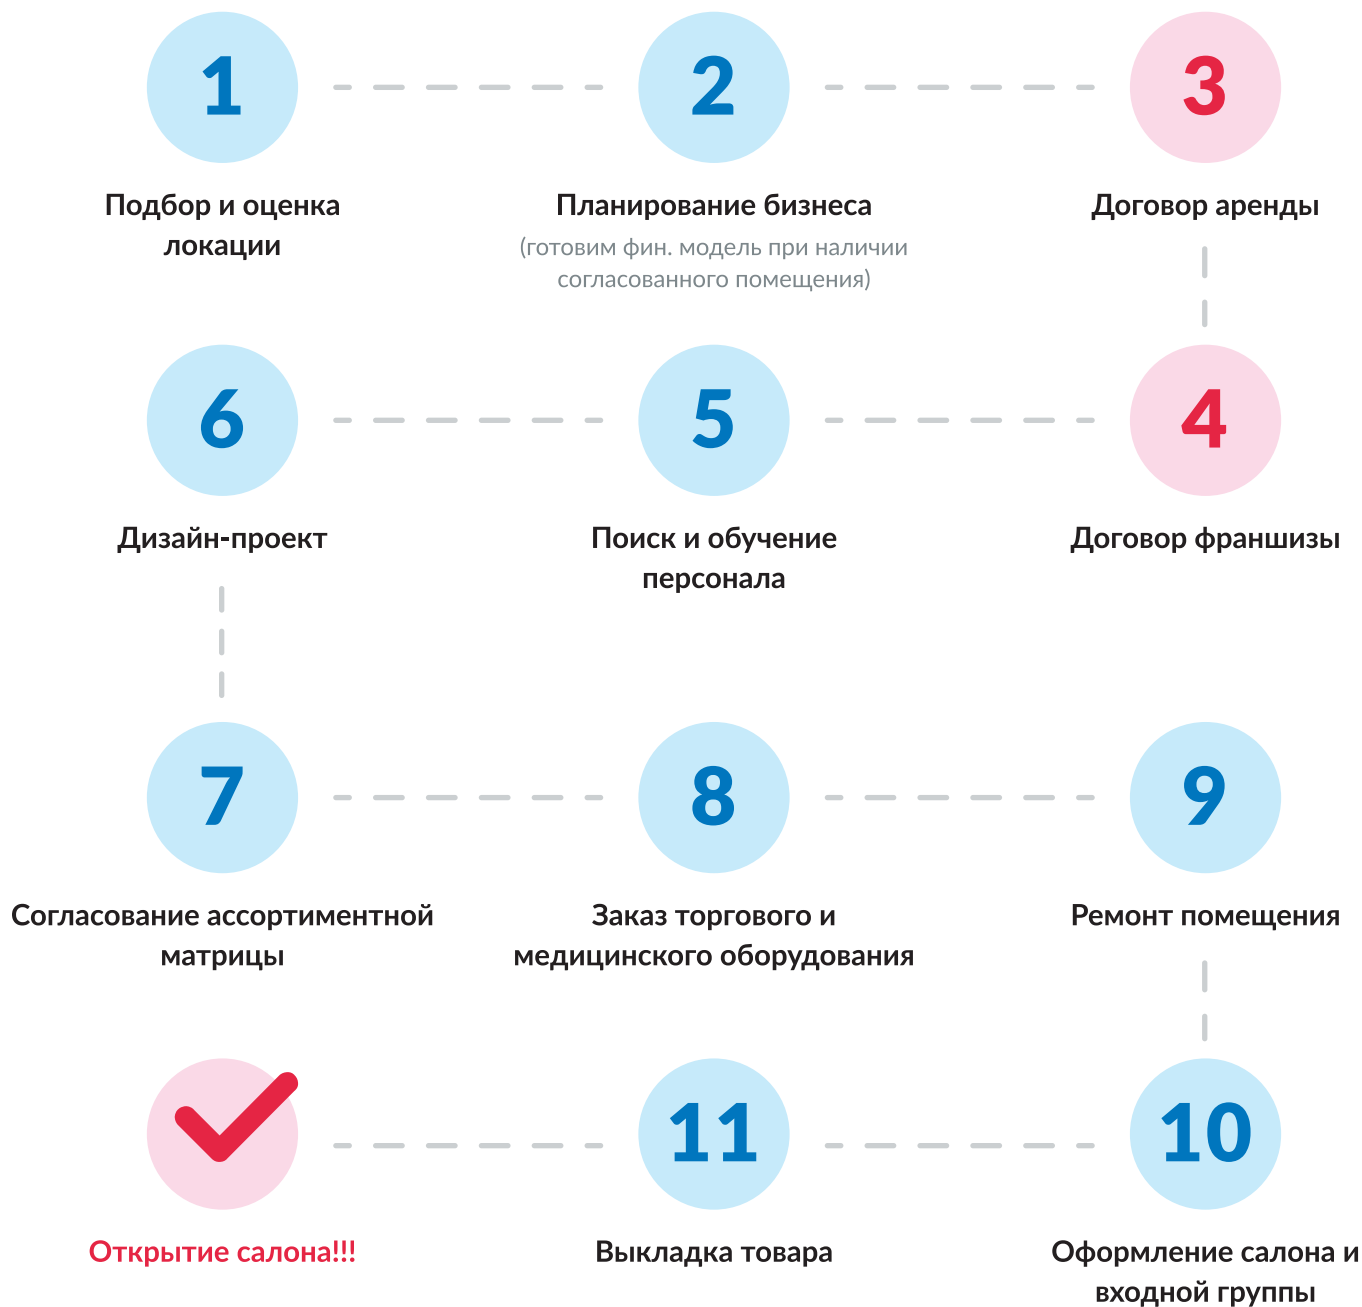 1
Подбор и оценка
локации
2
Планирование бизнеса
(готовим фин. модель при наличии
согласованного помещения)
3
Договор аренды
4
Договор франшизы
5
Поиск и обучение
персонала
6
Дизайн-проект
7
Согласование ассортиментной
матрицы
8
Заказ торгового и
медицинского оборудования
9
Ремонт помещения
10
Оформление салона и
входной группы
11
Выкладка товара
Открытие салона!!!